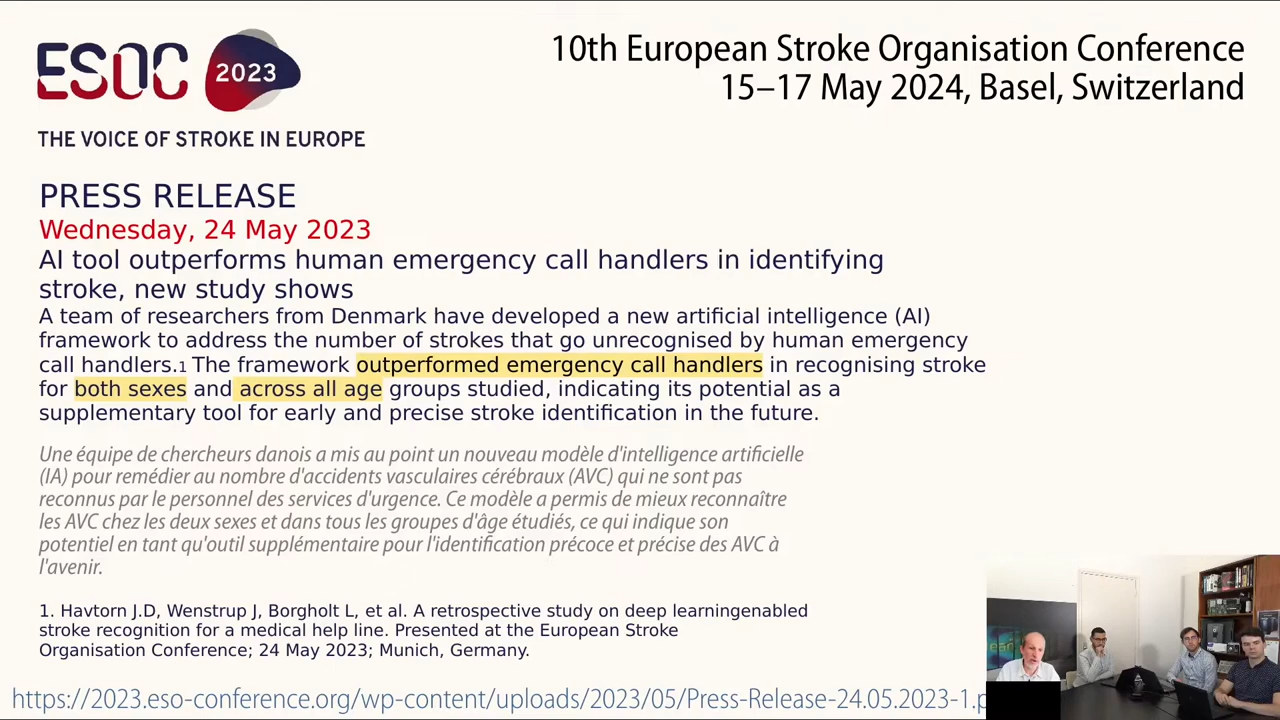 ESOC 2023
THE VOICE OF STROKE IN EUROPE
10th European Stroke Organisation Conference
15–17 May 2024, Basel, Switzerland
PRESS RELEASE
Wednesday, 24 May 2023
AI tool outperforms human emergency call handlers in identifying
stroke, new study shows
A team of researchers from Denmark have developed a new artificial intelligence (AI)
framework to address the number of strokes that go unrecognised by human emergency
call handlers.1 The framework outperformed emergency call handlers in recognising stroke
for both sexes and across all age groups studied, indicating its potential as a
supplementary tool for early and precise stroke identification in the future.
Une équipe de chercheurs danois a mis au point un nouveau modèle d'intelligence artificielle
(IA) pour remédier au nombre d'accidents vasculaires cérébraux (AVC) qui ne sont pas
reconnus par le personnel des services d'urgence. Ce modèle a permis de mieux reconnaître
les AVC chez les deux sexes et dans tous les groupes d'âge étudiés, ce qui indique son
potentiel en tant qu'outil supplémentaire pour l'identification précoce et précise des AVC à
l'avenir.
1. Havtorn J.D, Wenstrup J, Borgholt L, et al. A retrospective study on deep learningenabled
stroke recognition for a medical help line. Presented at the European Stroke
Organisation Conference; 24 May 2023; Munich, Germany.
https://2023.eso-conference.org/wp-content/uploads/2023/05/Press-Release-24.05.2023-1.p